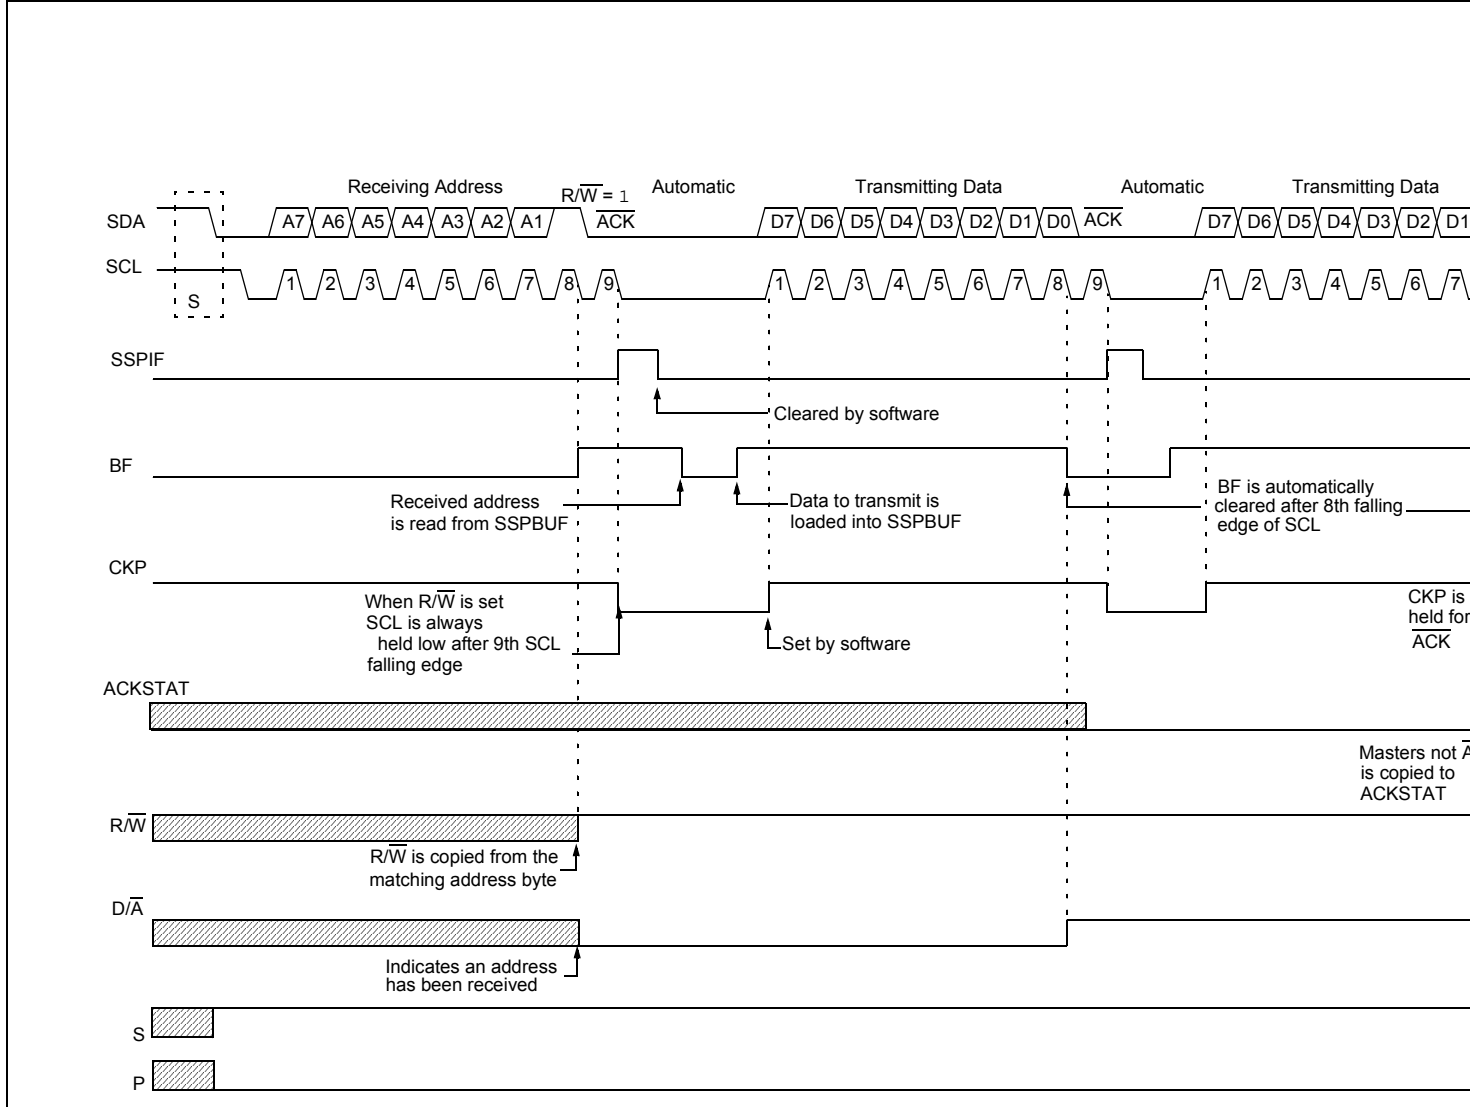 Receiving Address R/W̅ = 1 Automatic Transmitting Data Automatic Transmitting Data
SDA A7 A6 A5 A4 A3 A2 A1 A̅C̅K̅ D7 D6 D5 D4 D3 D2 D1 D0 A̅C̅K̅ D7 D6 D5 D4 D3 D2 D1
SCL 1 2 3 4 5 6 7 8 9 1 2 3 4 5 6 7 8 9 1 2 3 4 5 6 7
S
SSPIF
Cleared by software
BF
Received address
is read from SSPBUF
Data to transmit is
loaded into SSPBUF
BF is automatically
cleared after 8th falling
edge of SCL
CKP
When R/W̅ is set
SCL is always
held low after 9th SCL
falling edge
Set by software
CKP is
held for
A̅C̅K̅
ACKSTAT
Masters not
is copied to
ACKSTAT
R/W̅
R/W̅ is copied from the
matching address byte
D/A̅
Indicates an address
has been received
S
P